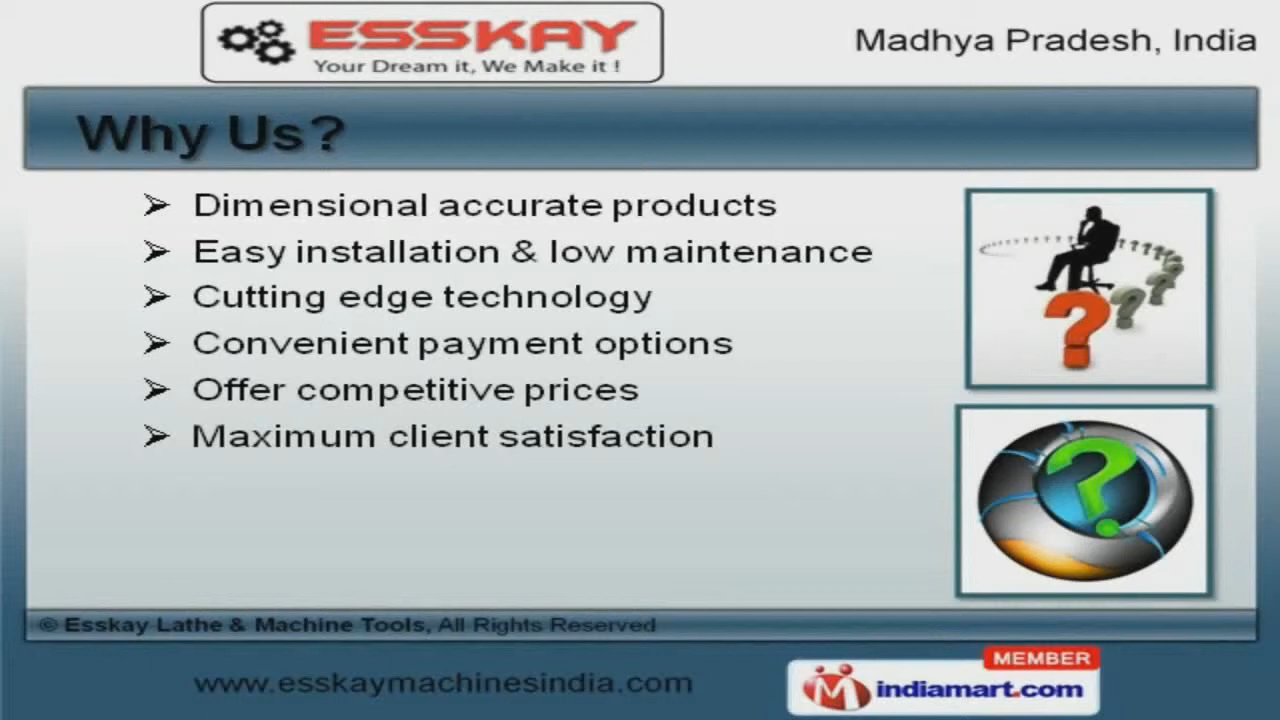 ESSKAY
Your Dream it, We Make it !
Madhya Pradesh, India
Why Us?
➢ Dimensional accurate products
➢ Easy installation & low maintenance
➢ Cutting edge technology
➢ Convenient payment options
➢ Offer competitive prices
➢ Maximum client satisfaction
© Esskay Lathe & Machine Tools, All Rights Reserved
www.esskaymachinesindia.com
MEMBER
indiamart.com